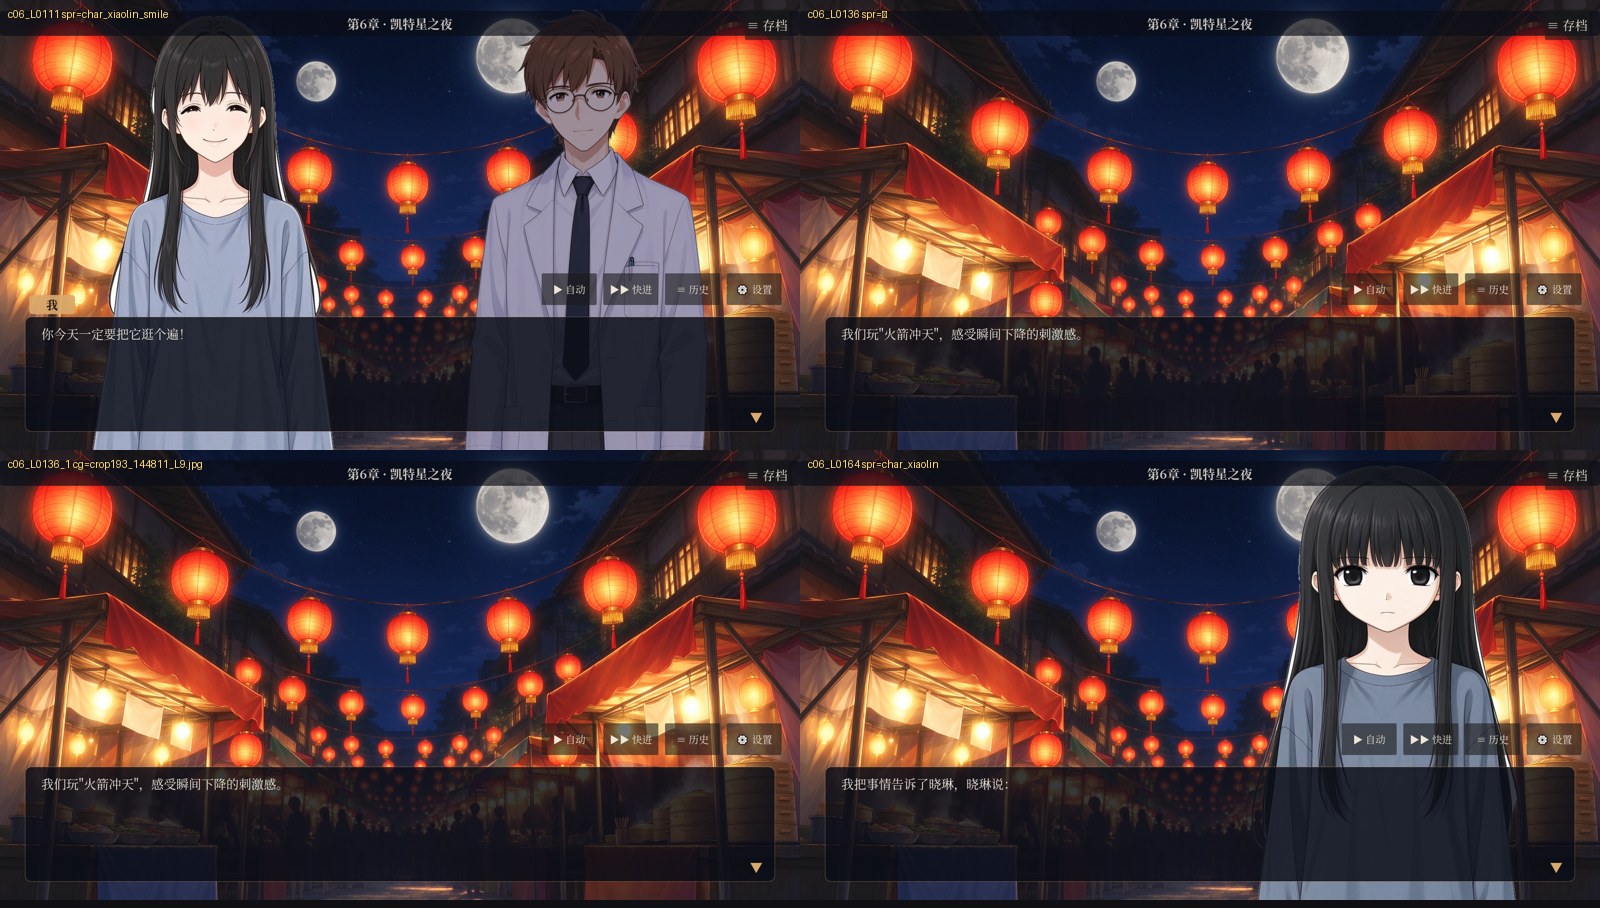 c06_L0111 spr=char_xiaolin_smile
第6章 · 凯特星之夜
≡ 存档
▶ 自动
▶▶ 快进
≡ 历史
设置
我
你今天一定要把它逛个遍!
▼
c06_L0136 spr=
第6章 · 凯特星之夜
≡ 存档
▶ 自动
▶▶ 快进
≡ 历史
设置
我们玩"火箭冲天", 感受瞬间下降的刺激感。
▼
c06_L0136_1 cg=crop193_144811_L9.jpg
第6章 · 凯特星之夜
≡ 存档
▶ 自动
▶▶ 快进
≡ 历史
设置
我们玩"火箭冲天", 感受瞬间下降的刺激感。
▼
c06_L0164 spr=char_xiaolin
第6章 · 凯特星之夜
≡ 存档
▶ 自动
▶▶ 快进
≡ 历史
设置
我把事情告诉了晓琳, 晓琳说: